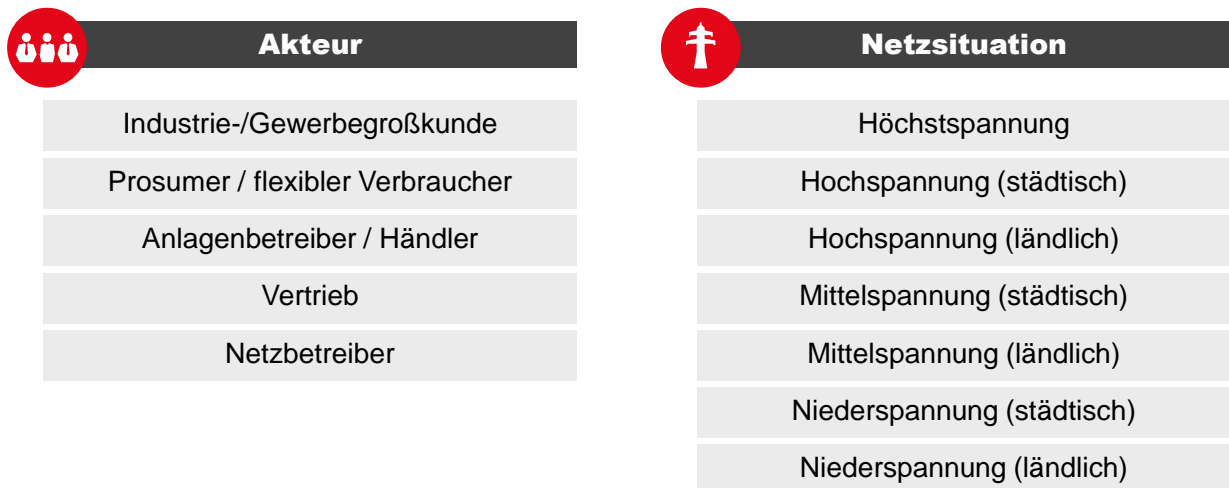 Akteur
Industrie-/Gewerbegroßkunde
Prosumer / flexibler Verbraucher
Anlagenbetreiber / Händler
Vertrieb
Netzbetreiber
Netzsituation
Höchstspannung
Hochspannung (städtisch)
Hochspannung (ländlich)
Mittelspannung (städtisch)
Mittelspannung (ländlich)
Niederspannung (städtisch)
Niederspannung (ländlich)